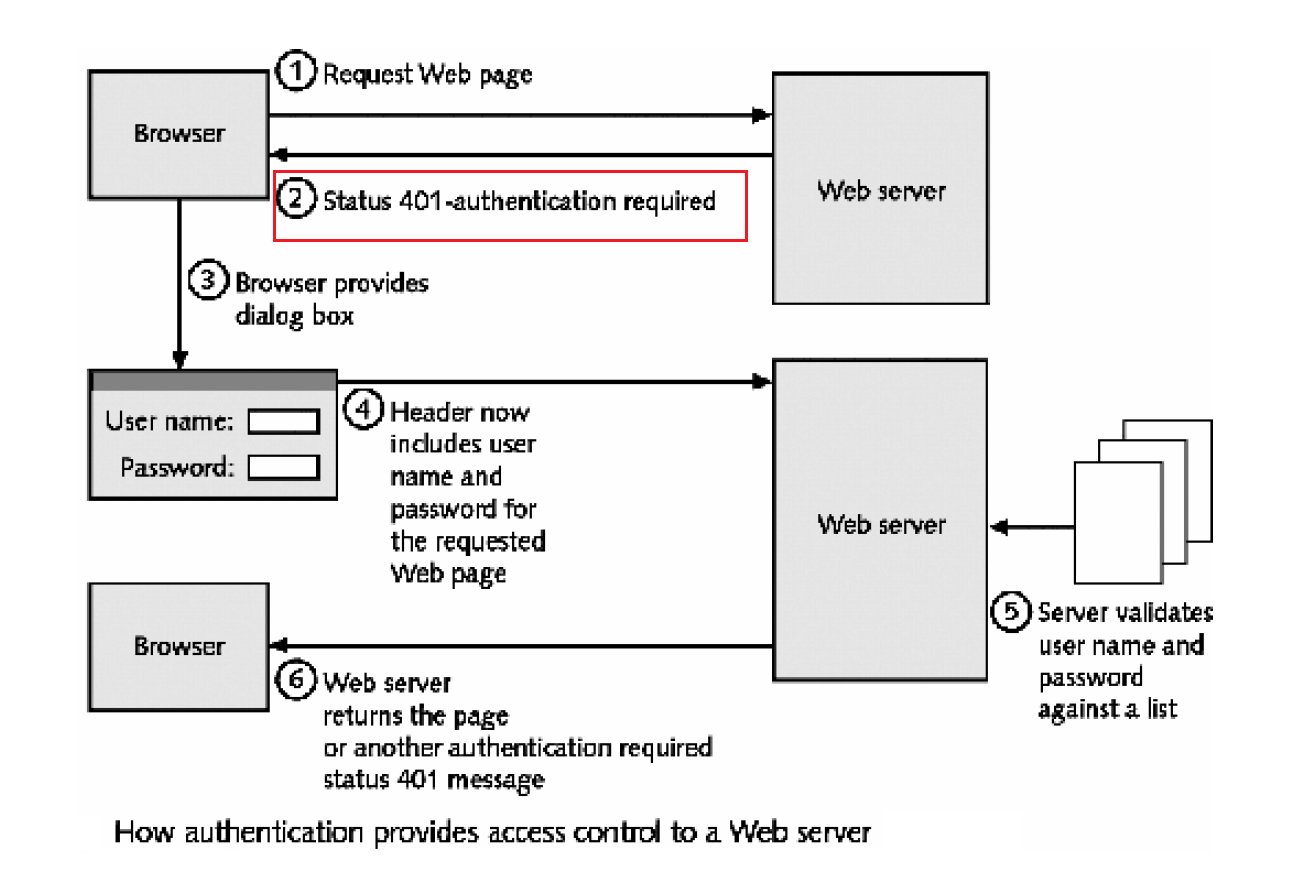 1 Request Web page
Browser
Web server
2 Status 401-authentication required
3 Browser provides
dialog box
User name:
Password:
4 Header now
includes user
name and
password for
the requested
Web page
Web server
5 Server validates
user name and
password
against a list
Browser
6 Web server
returns the page
or another authentication required
status 401 message
How authentication provides access control to a Web server